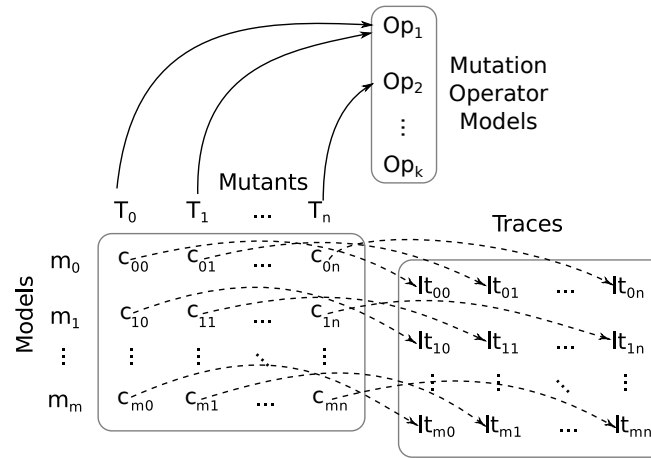 Op1
Op2
⋮
Opk
Mutation
Operator
Models
Mutants
T0 T1 ... Tn
Traces
Models
m0 c00 c01 ... c0n
lt00 lt01 ... lt0n
m1 c10 c11 ... c1n
lt10 lt11 ... lt1n
⋮ ⋮ ⋮ ⋱ ⋮
⋮ ⋮ ⋱ ⋮
mm cm0 cm1 ... cmn
ltm0 ltm1 ... ltmn